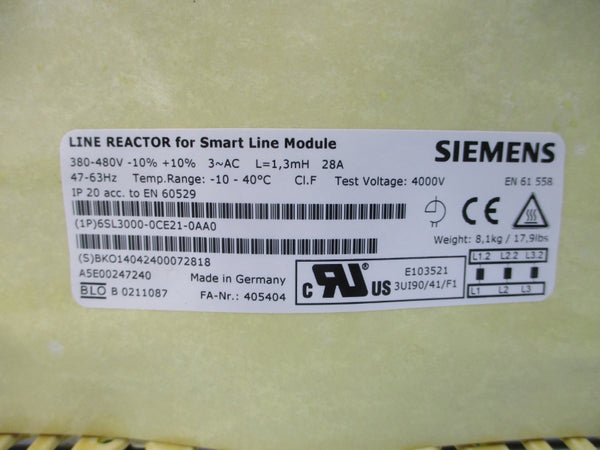 LINE REACTOR for Smart Line Module
380-480V -10% +10% 3~AC L=1,3mH 28A
47-63Hz Temp.Range: -10 - 40°C Cl.F Test Voltage: 4000V
IP 20 acc. to EN 60529
SIEMENS
EN 61 558
(1P)6SL3000-0CE21-0AA0
CE
Weight: 8,1kg / 17,9lbs
(S)BKO14042400072818
A5E00247240 Made in Germany
BLO B 0211087 FA-Nr.: 405404
c RU US
E103521
3UI90/41/F1
L1.2 L2.2 L3.2
L1 L2 L3